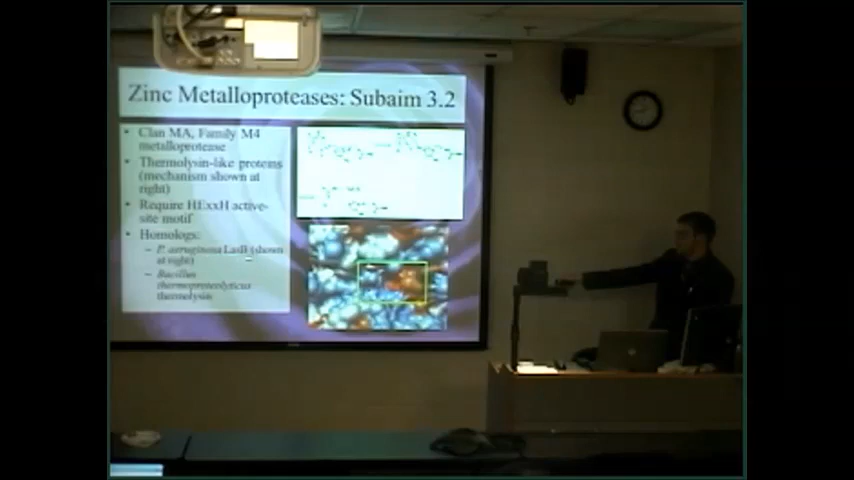 Zinc Metalloproteases: Subaim 3.2
• Clan MA, Family M4
metalloprotease
• Thermolysin-like proteins
(mechanism shown at
right)
• Require HExxH active-
site motif
• Homologs:
– P. aeruginosa LasB (shown
at right)
– Bacillus
thermoproteolyticus
thermolysin